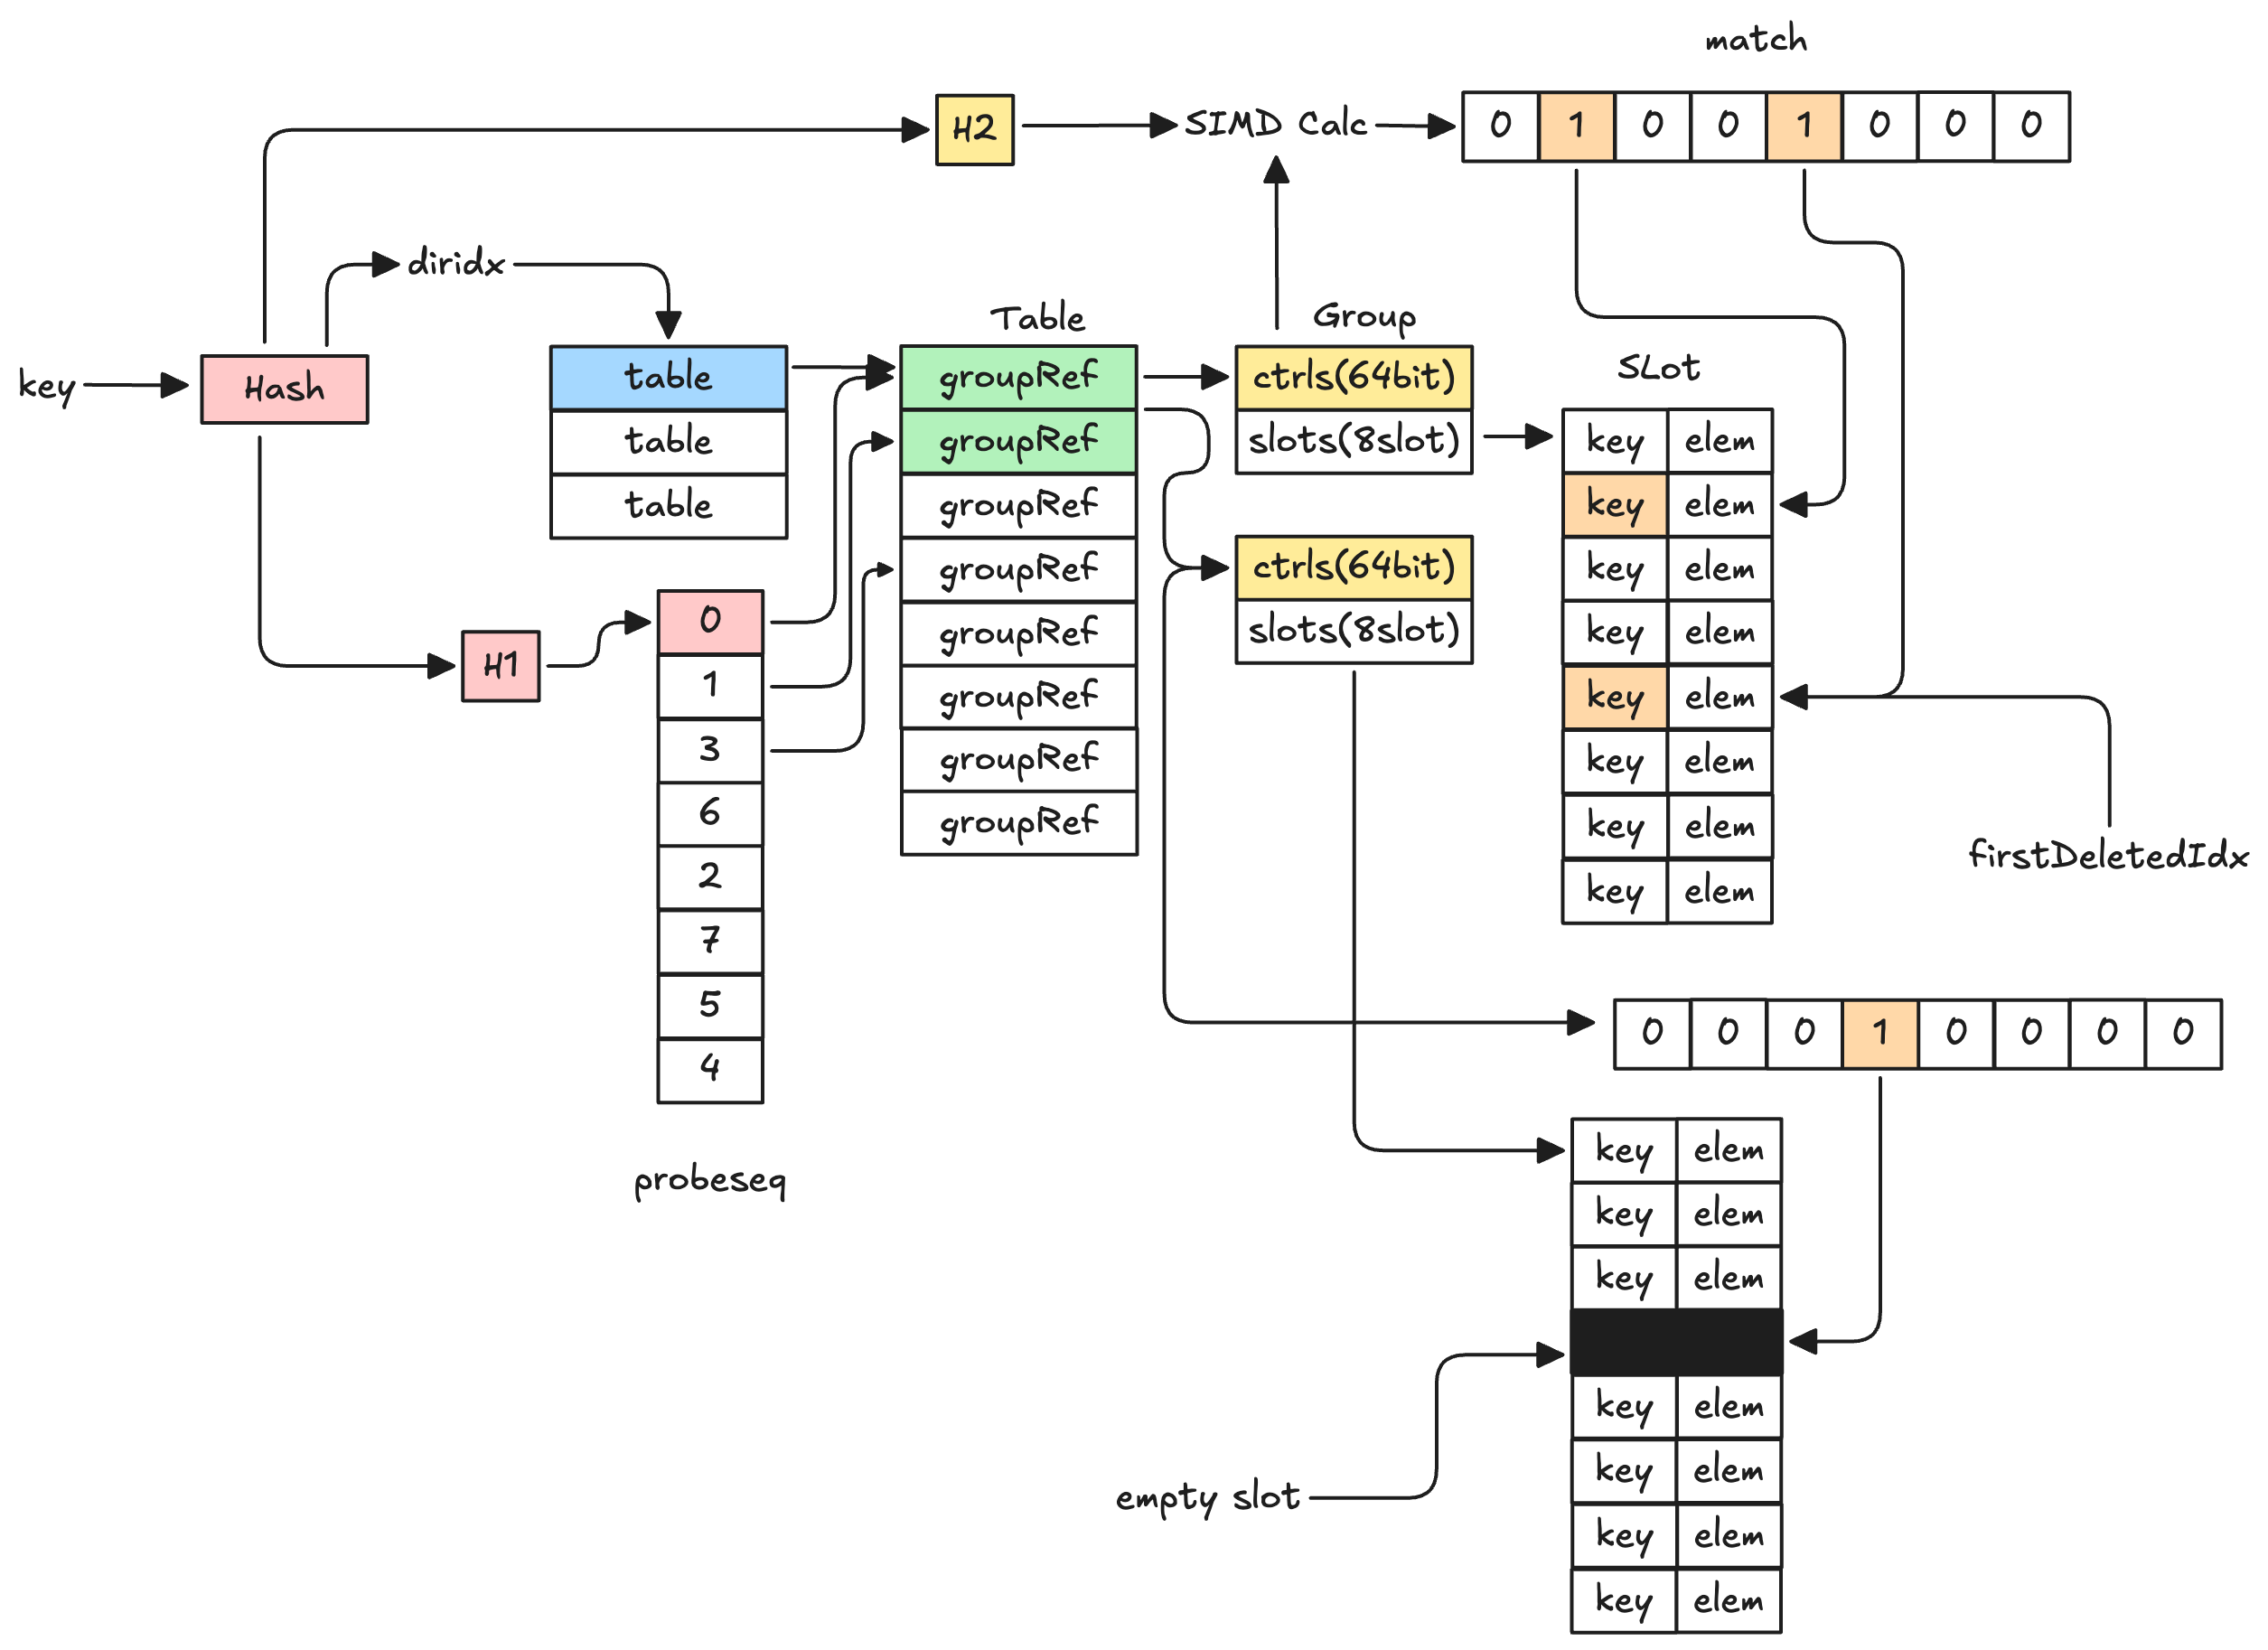 match
H2
SIMD Calc
0 1 0 0 1 0 0 0
diridx
key
Hash
table
table
table
Table
groupRef
groupRef
groupRef
groupRef
groupRef
groupRef
groupRef
groupRef
Group
ctrls(64bit)
slots(8slot)
ctrls(64bit)
slots(8slot)
SLot
key elem
key elem
key elem
key elem
key elem
key elem
key elem
key elem
firstDeletedIdx
H1
0
1
3
6
2
7
5
4
probeseq
0 0 0 1 0 0 0 0
key elem
key elem
key elem
key elem
key elem
key elem
key elem
empty slot